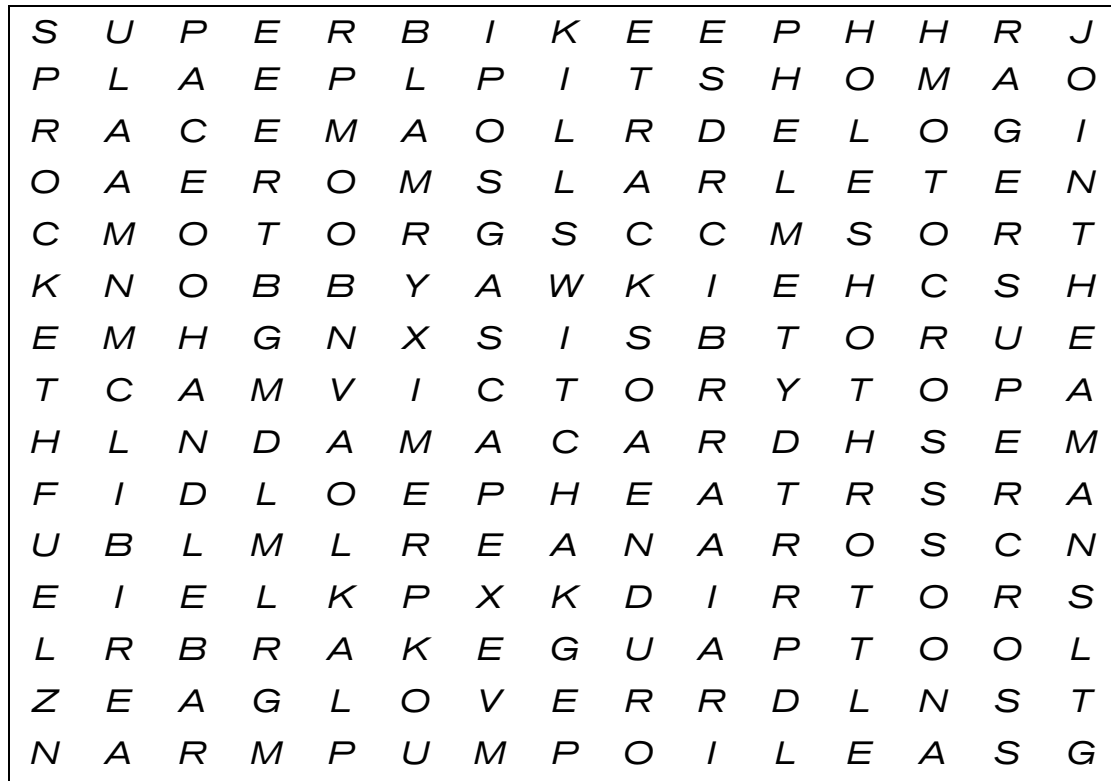 S U P E R B I K E E P H H R J
P L A E P L P I T S H O M A O
R A C E M A O L R D E L O G I
O A E R O M S L A R L E T E N
C M O T O R G S C C M S O R T
K N O B B Y A W K I E H C S H
E M H G N X S I S B T O R U E
T C A M V I C T O R Y T O P A
H L N D A M A C A R D H S E M
F I D L O E P H E A T R S R A
U B L M L R E A N A R O S C N
E I E L K P X K D I R T O R S
L R B R A K E G U A P T O O L
Z E A G L O V E R R D L N S T
N A R M P U M P O I L E A S G